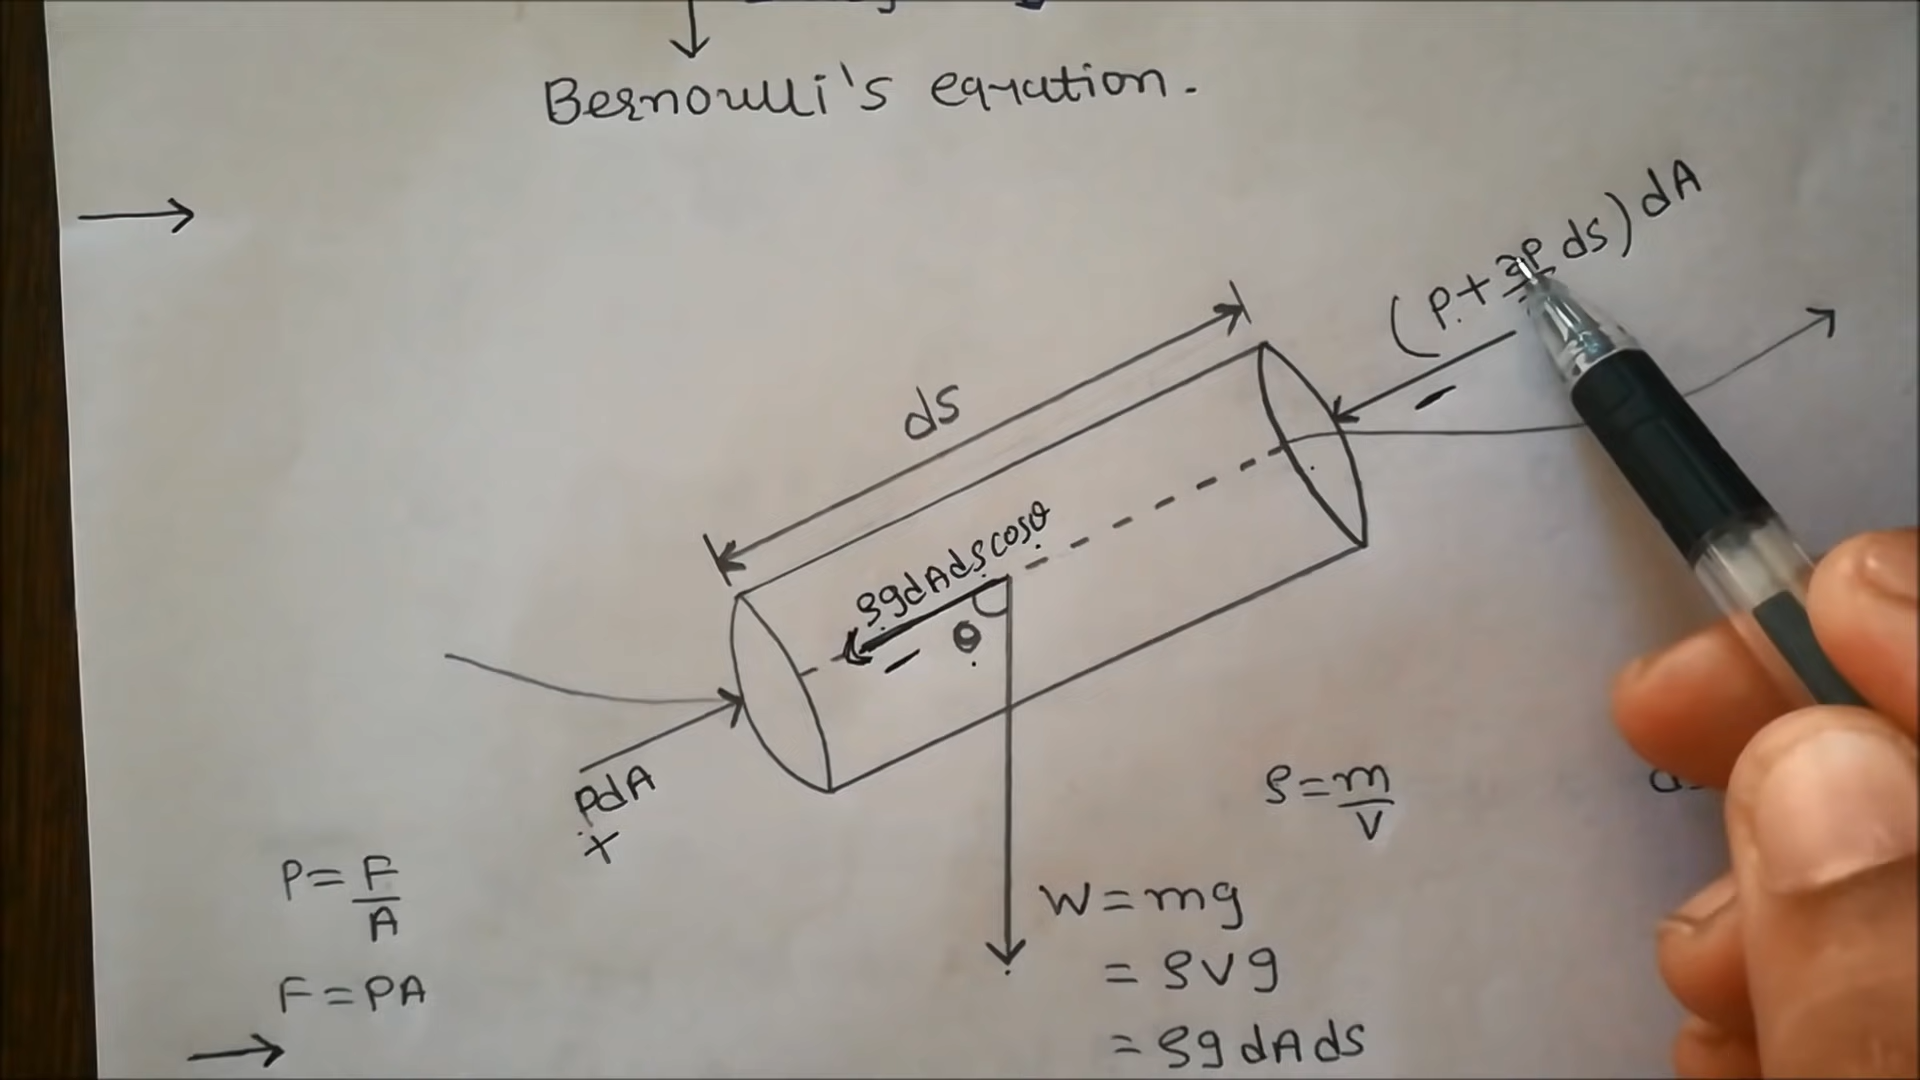 Bernoulli's equation.
(P+∂P ds) dA
ds
ρgdAdscosθ
θ
PdA
+
ρ=m/V
P=F/A
W=mg
F=PA
=ρVg
=ρgdAds